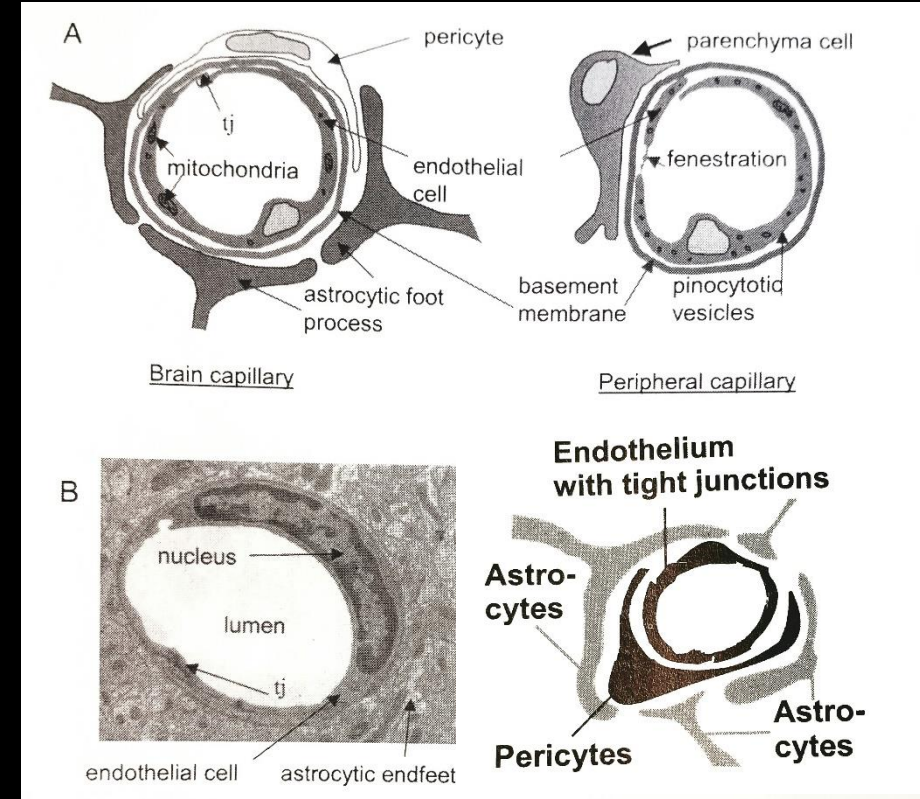 A
pericyte
parenchyma cell
tj
mitochondria
endothelial
cell
fenestration
astrocytic foot
process
basement
membrane
pinocytotic
vesicles
Brain capillary
Peripheral capillary
B
nucleus
lumen
tj
endothelial cell
astrocytic endfeet
Endothelium
with tight junctions
Astro-
cytes
Pericytes
Astro-
cytes